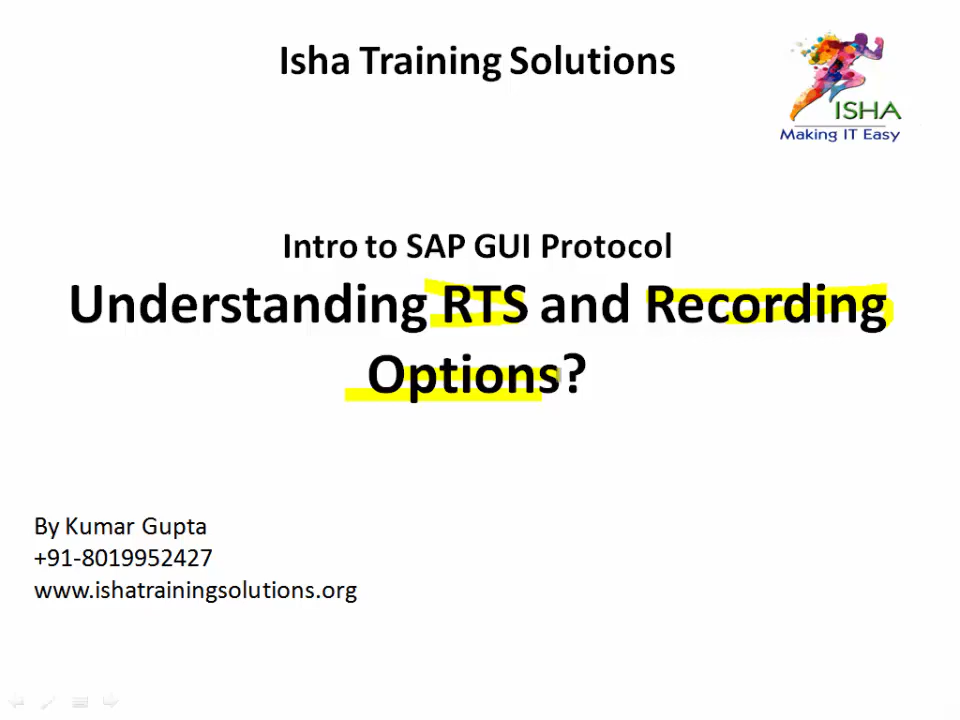 Isha Training Solutions
ISHA
Making IT Easy
Intro to SAP GUI Protocol
Understanding RTS and Recording
Options?
By Kumar Gupta
+91-8019952427
www.ishatrainingsolutions.org